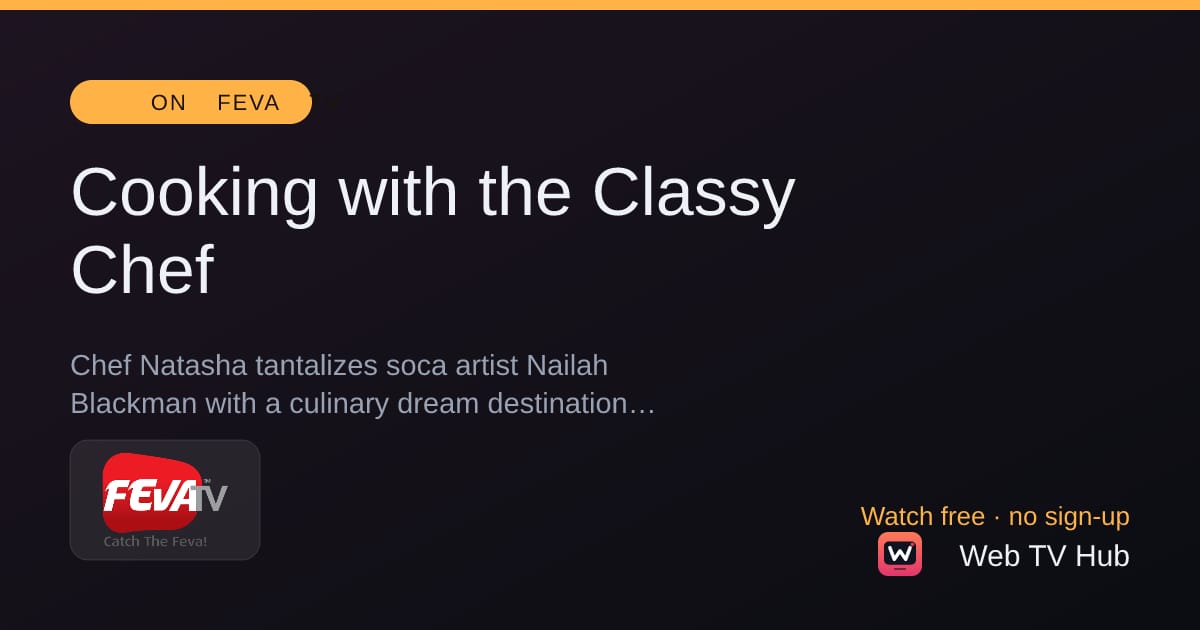 ON FEVA TV
Cooking with the Classy
Chef
Chef Natasha tantalizes soca artist Nailah
Blackman with a culinary dream destination…
FEVATV™
Catch The Feva!
Watch free · no sign-up
W
Web TV Hub